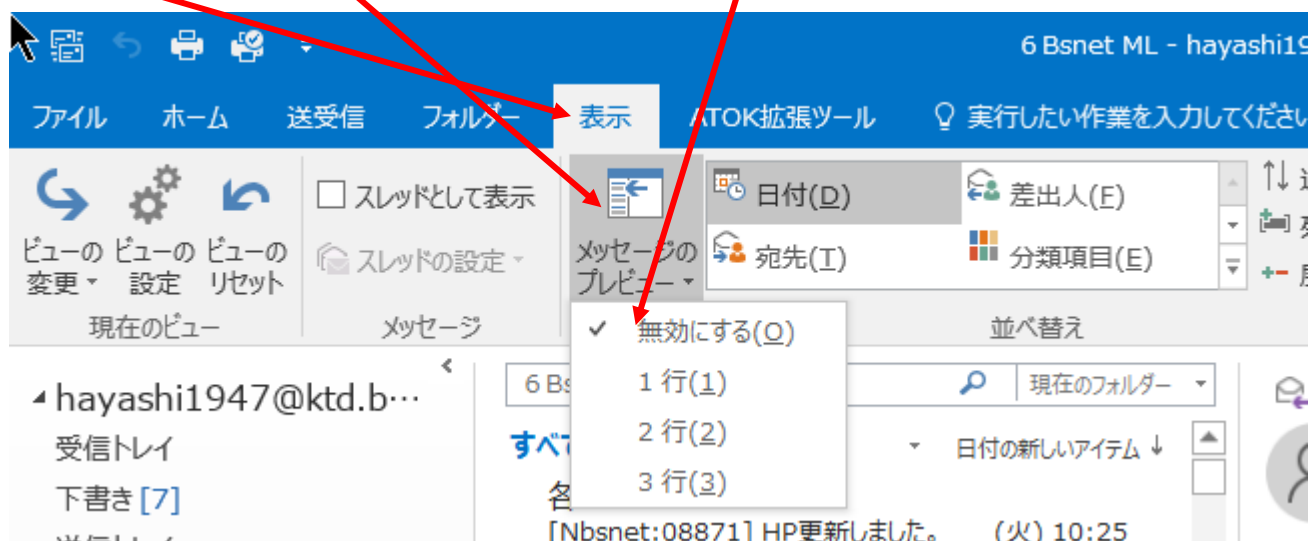 6 Bsnet ML - hayashi19
ファイル ホーム 送受信 フォルダー 表示 ATOK拡張ツール 実行したい作業を入力してください
ビューの変更 ビューの設定 ビューのリセット
スレッドとして表示
スレッドの設定
メッセージのプレビュー
日付(D) 差出人(F)
宛先(T) 分類項目(E)
現在のビュー メッセージ 並べ替え
無効にする(O)
1 行(1)
2 行(2)
3 行(3)
hayashi1947@ktd.b…
受信トレイ
下書き [7]
6 Bs 現在のフォルダー
すべて 日付の新しいアイテム ↓
各
[Nbsnet:08871] HP更新しました。 (火) 10:25